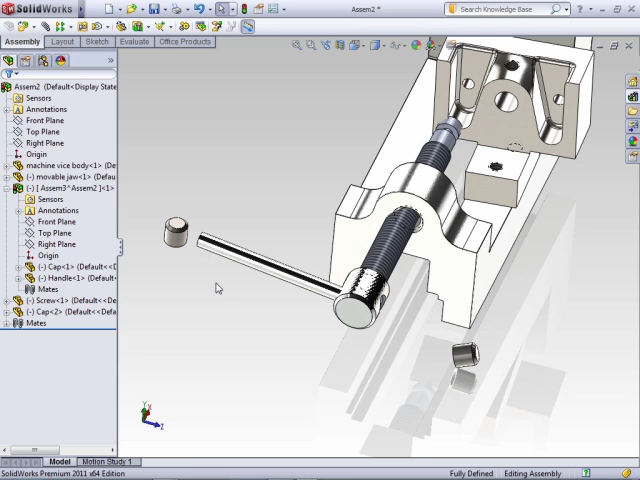 SolidWorks
Assem2 *
Search Knowledge Base
Assembly
Layout
Sketch
Evaluate
Office Products
Assem2 (Default<Display State
Sensors
Annotations
Front Plane
Top Plane
Right Plane
Origin
machine vice body<1> (De
(-) movable jaw<1> (Defau
(-) [ Assem3^Assem2 ]<1>
Sensors
Annotations
Front Plane
Top Plane
Right Plane
Origin
(-) Cap<1> (Default<<D
(-) Handle<1> (Default<
Mates
(-) Screw<1> (Default<<De
(-) Cap<2> (Default<<Defa
Mates
Y
X
Z
Model
Motion Study 1
SolidWorks Premium 2011 x64 Edition
Fully Defined
Editing Assembly